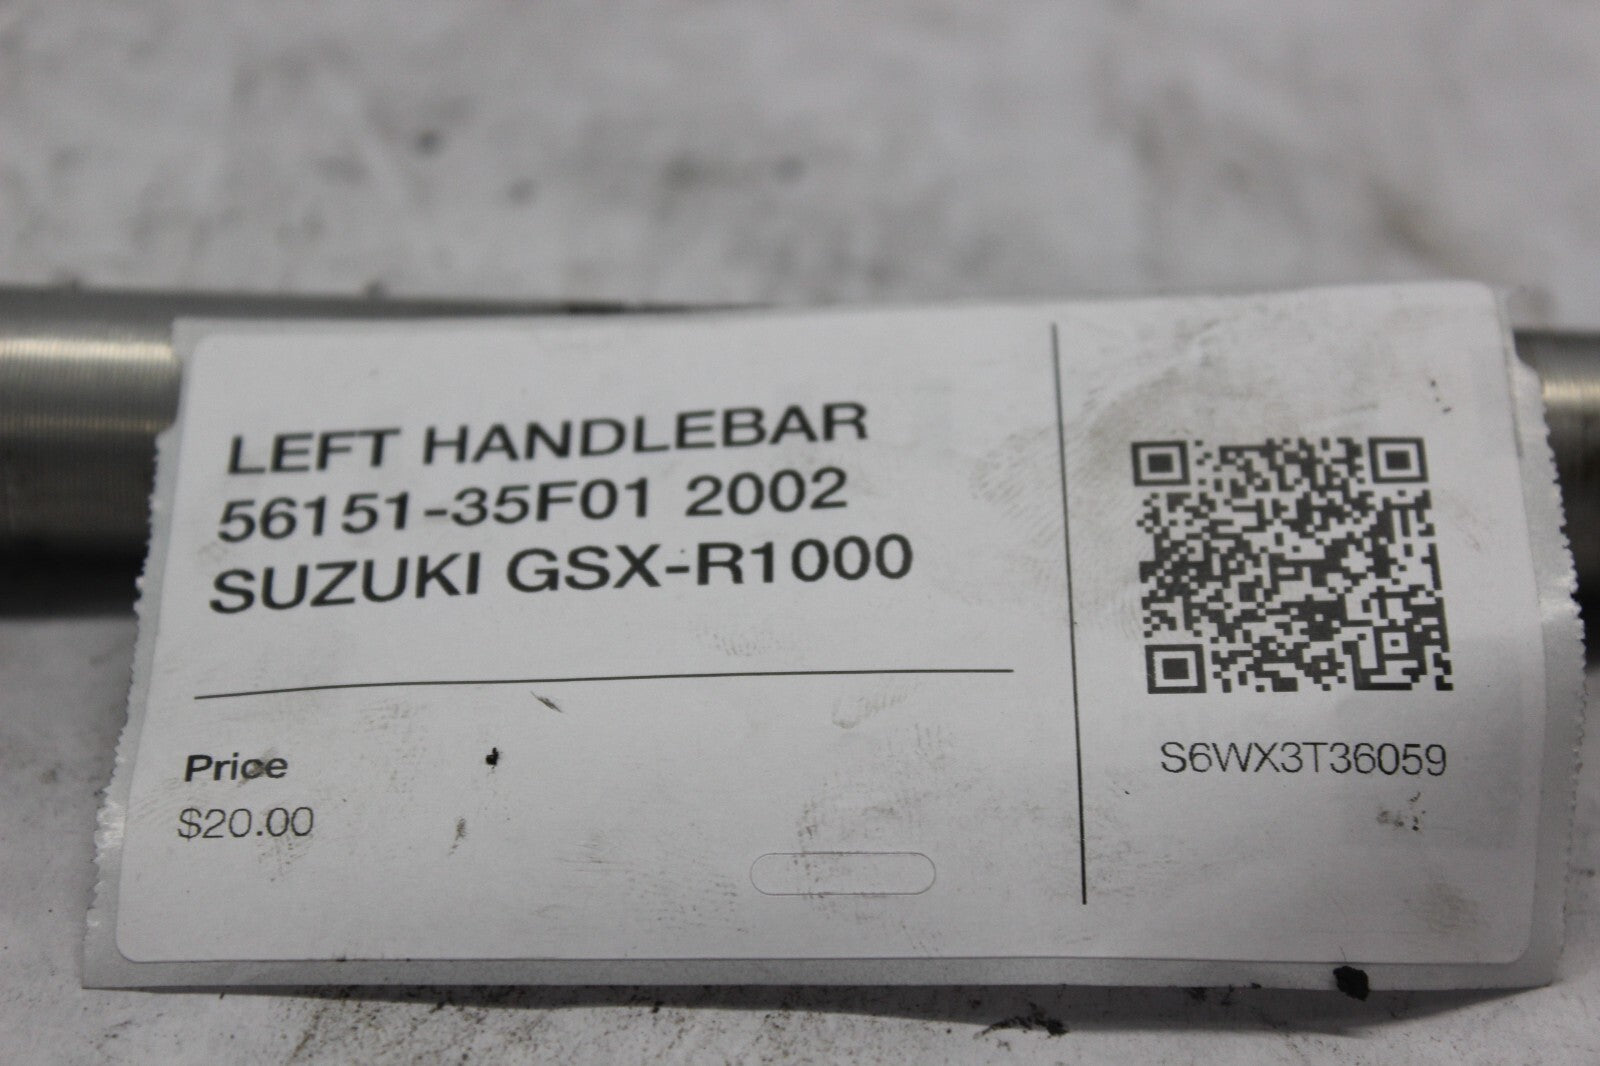 LEFT HANDLEBAR
56151-35F01 2002
SUZUKI GSX-R1000
Price
$20.00
S6WX3T36059